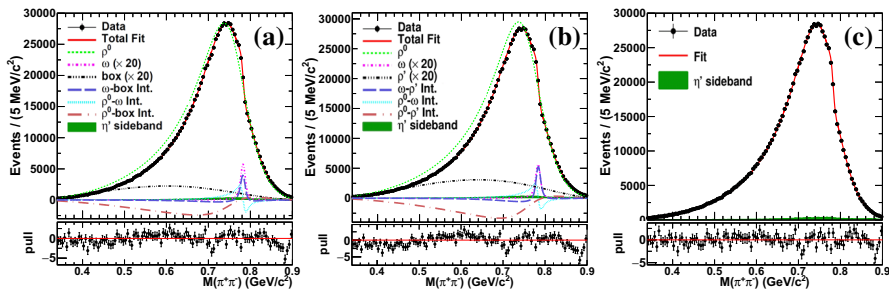 30000
25000
20000
15000
10000
5000
0
Events / (5 MeV/c²)
Data
Total Fit
ρ⁰
ω (× 20)
box (× 20)
ω-box Int.
ρ⁰-ω Int.
ρ⁰-box Int.
η' sideband
(a)
pull
0
−5
0.4 0.5 0.6 0.7 0.8 0.9
M(π⁺π⁻) (GeV/c²)
30000
25000
20000
15000
10000
5000
0
Events / (5 MeV/c²)
Data
Total Fit
ρ⁰
ω (× 20)
ρ' (× 20)
ω-ρ' Int.
ρ⁰-ω Int.
ρ⁰-ρ' Int.
η' sideband
(b)
pull
0
−5
0.4 0.5 0.6 0.7 0.8 0.9
M(π⁺π⁻) (GeV/c²)
30000
25000
20000
15000
10000
5000
0
Events / (5 MeV/c²)
Data
Fit
η' sideband
(c)
pull
0
−5
0.4 0.5 0.6 0.7 0.8 0.9
M(π⁺π⁻) (GeV/c²)